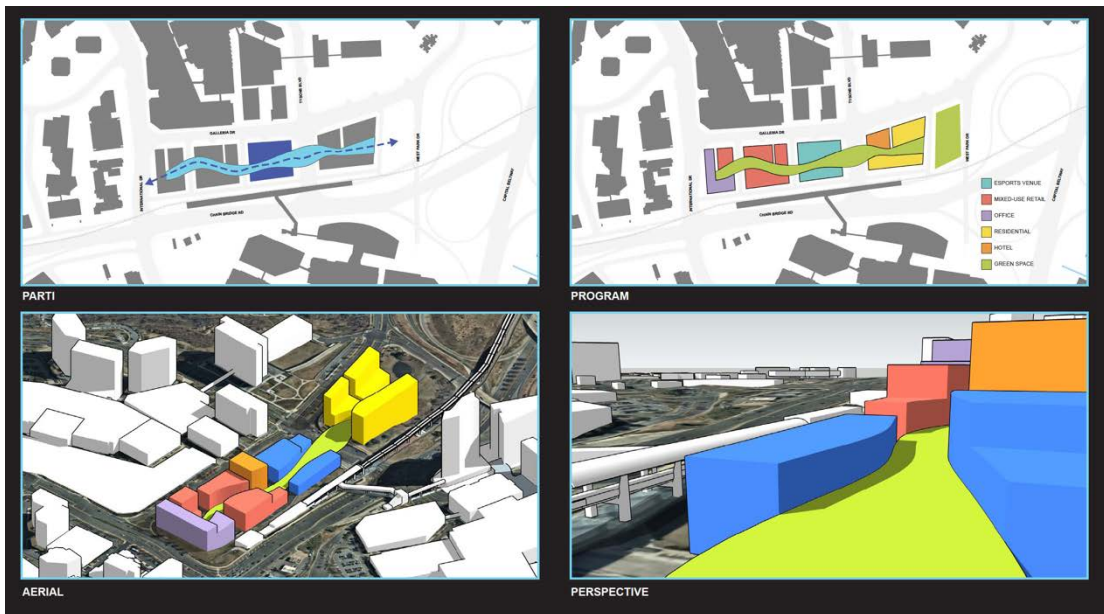 GALLERIA DR
TYSONS BLVD
INTERNATIONAL DR
WEST PARK DR
CAPITOL BELTWAY
CHAIN BRIDGE RD
PARTI
GALLERIA DR
TYSONS BLVD
INTERNATIONAL DR
WEST PARK DR
CAPITOL BELTWAY
CHAIN BRIDGE RD
ESPORTS VENUE
MIXED-USE RETAIL
OFFICE
RESIDENTIAL
HOTEL
GREEN SPACE
PROGRAM
AERIAL
PERSPECTIVE